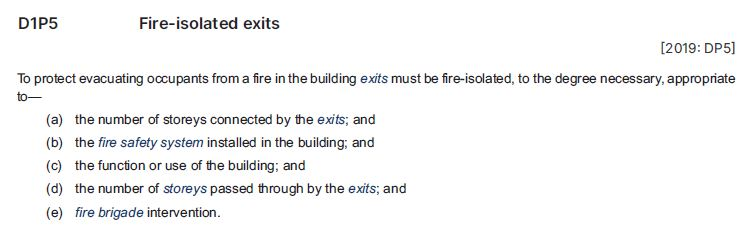 D1P5 Fire-isolated exits
[2019: DP5]
To protect evacuating occupants from a fire in the building exits must be fire-isolated, to the degree necessary, appropriate
to—
(a) the number of storeys connected by the exits; and
(b) the fire safety system installed in the building; and
(c) the function or use of the building; and
(d) the number of storeys passed through by the exits; and
(e) fire brigade intervention.